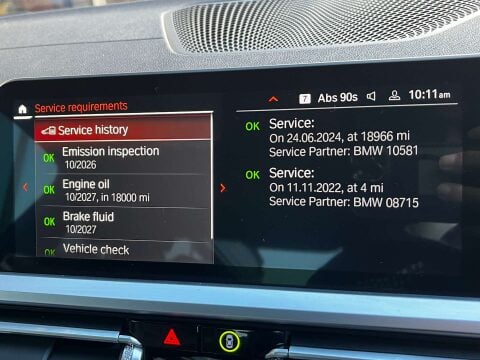 Service requirements
7 Abs 90s 10:11am
Service history
OK Emission inspection
10/2026
OK Engine oil
10/2027, in 18000 mi
OK Brake fluid
10/2027
OK Vehicle check
OK Service:
On 24.06.2024, at 18966 mi
Service Partner: BMW 10581
OK Service:
On 11.11.2022, at 4 mi
Service Partner: BMW 08715